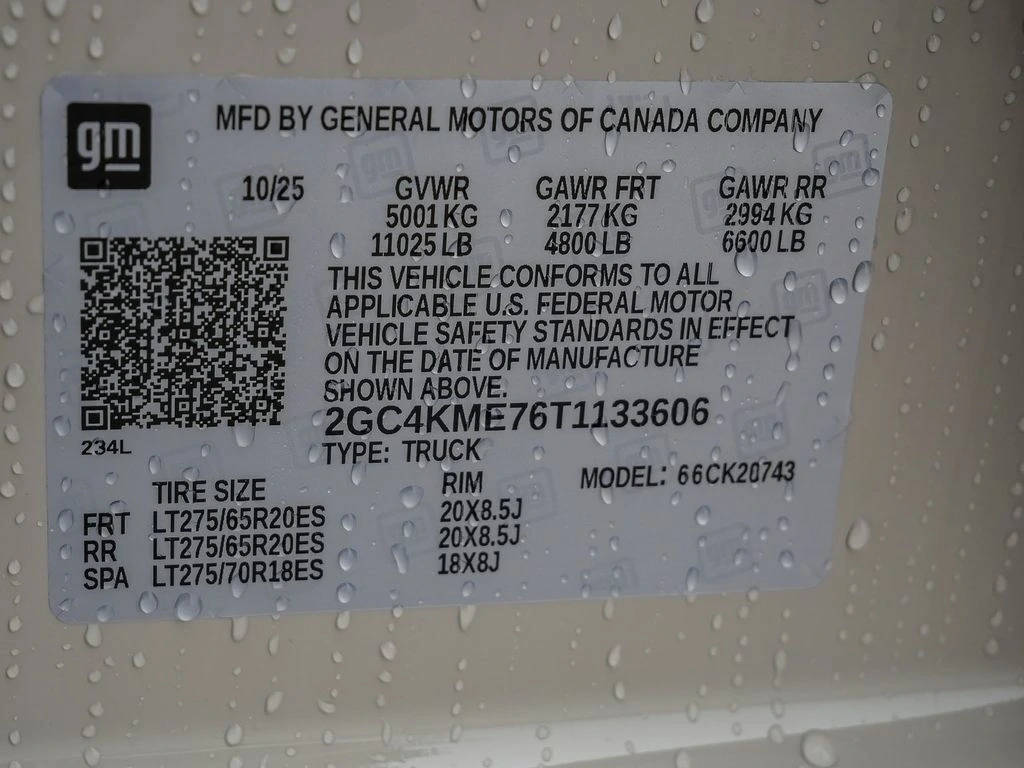 gm
MFD BY GENERAL MOTORS OF CANADA COMPANY
10/25 GVWR GAWR FRT GAWR RR
5001 KG 2177 KG 2994 KG
11025 LB 4800 LB 6600 LB
THIS VEHICLE CONFORMS TO ALL
APPLICABLE U.S. FEDERAL MOTOR
VEHICLE SAFETY STANDARDS IN EFFECT
ON THE DATE OF MANUFACTURE
SHOWN ABOVE.
2GC4KME76T1133606
234L
TYPE: TRUCK
TIRE SIZE RIM MODEL: 66CK20743
FRT LT275/65R20ES 20X8.5J
RR LT275/65R20ES 20X8.5J
SPA LT275/70R18ES 18X8J